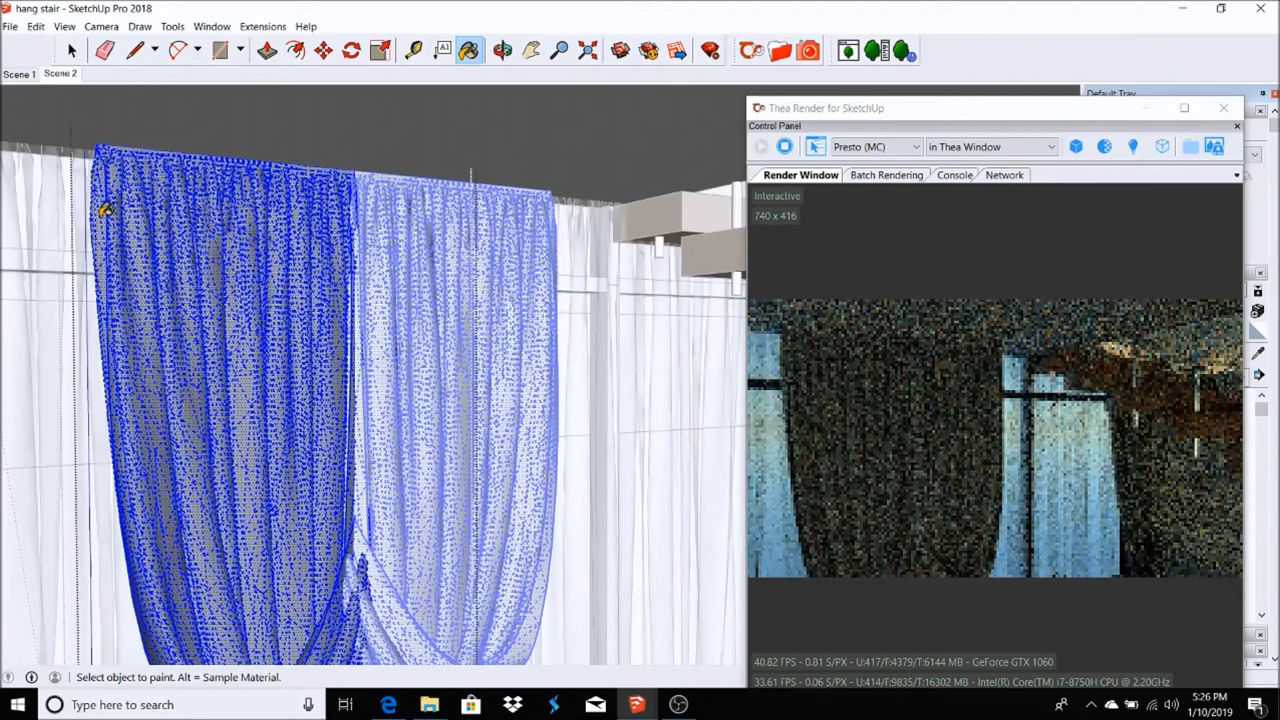 hang stair - SketchUp Pro 2018
File Edit View Camera Draw Tools Window Extensions Help
A1
Scene 1 Scene 2
Default Tray
Thea Render for SketchUp
Control Panel
Presto (MC) in Thea Window
Render Window Batch Rendering Console Network
Interactive
740 x 416
40.82 FPS - 0.81 S/PX - U:417/F:4379/T:6144 MB - GeForce GTX 1060
33.61 FPS - 0.06 S/PX - U:414/F:9835/T:16302 MB - Intel(R) Core(TM) i7-8750H CPU @ 2.20GHz
Select object to paint. Alt = Sample Material.
Type here to search
5:26 PM
1/10/2019
1